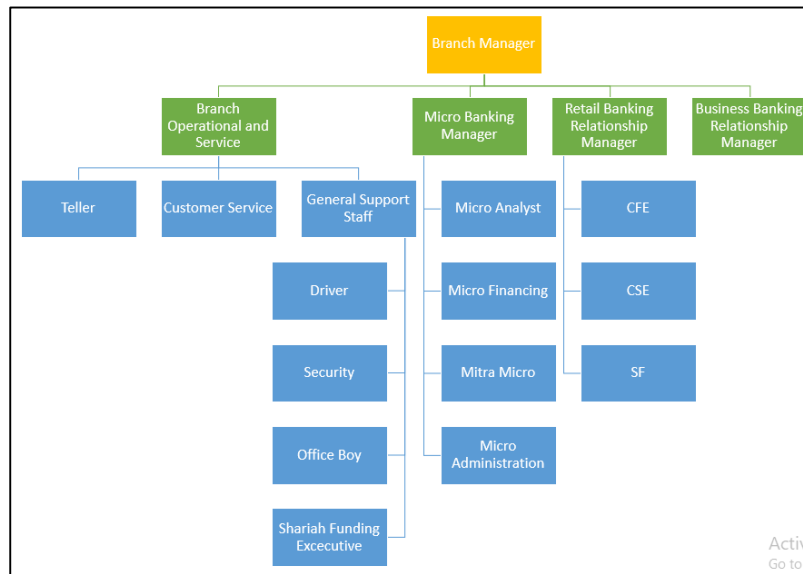 Branch Manager
Branch
Operational and
Service
Micro Banking
Manager
Retail Banking
Relationship
Manager
Business Banking
Relationship
Manager
Teller
Customer Service
General Support
Staff
Micro Analyst
CFE
Driver
Micro Financing
CSE
Security
Mitra Micro
SF
Office Boy
Micro
Administration
Shariah Funding
Excecutive
Activ
Go to